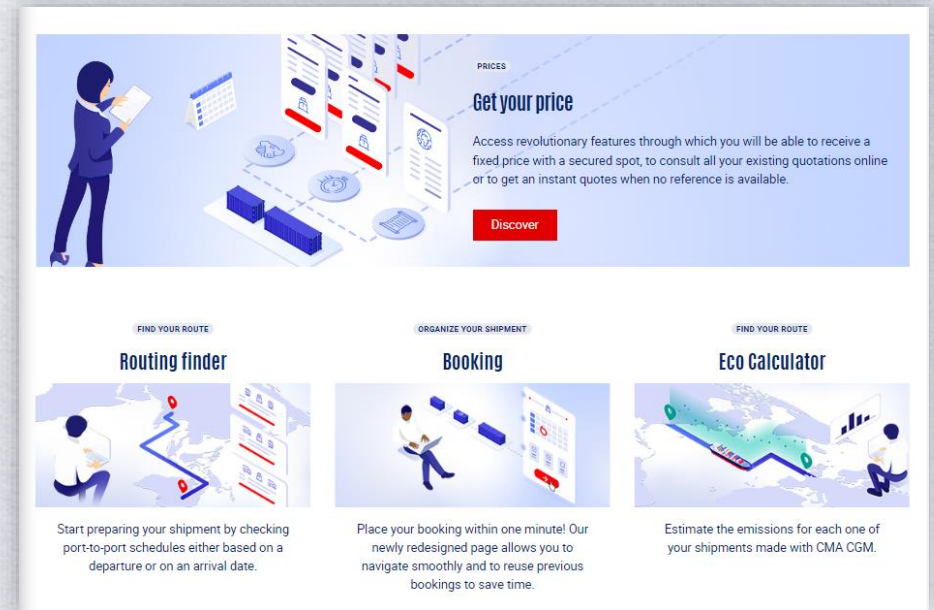 PRICES
Get your price
Access revolutionary features through which you will be able to receive a
fixed price with a secured spot, to consult all your existing quotations online
or to get an instant quotes when no reference is available.
Discover
FIND YOUR ROUTE
Routing finder
Start preparing your shipment by checking
port-to-port schedules either based on a
departure or on an arrival date.
ORGANIZE YOUR SHIPMENT
Booking
Place your booking within one minute! Our
newly redesigned page allows you to
navigate smoothly and to reuse previous
bookings to save time.
FIND YOUR ROUTE
Eco Calculator
Estimate the emissions for each one of
your shipments made with CMA CGM.